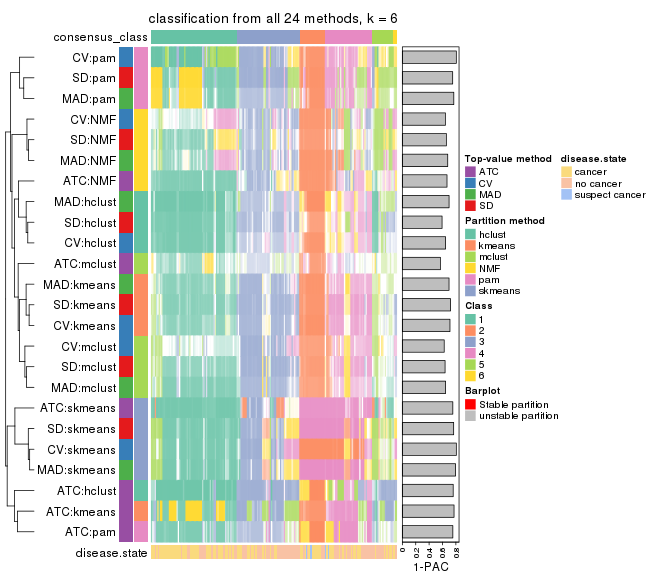 classification from all 24 methods, k = 6
consensus_class
CV:pam
SD:pam
MAD:pam
CV:NMF
SD:NMF
MAD:NMF
ATC:NMF
MAD:hclust
SD:hclust
CV:hclust
ATC:mclust
MAD:kmeans
SD:kmeans
CV:kmeans
CV:mclust
SD:mclust
MAD:mclust
ATC:skmeans
SD:skmeans
CV:skmeans
MAD:skmeans
ATC:hclust
ATC:kmeans
ATC:pam
disease.state
0 0.2 0.4 0.6 0.8
1-PAC
Top-value method
ATC
CV
MAD
SD
Partition method
hclust
kmeans
mclust
NMF
pam
skmeans
Class
1
2
3
4
5
6
Barplot
Stable partition
unstable partition
disease.state
cancer
no cancer
suspect cancer